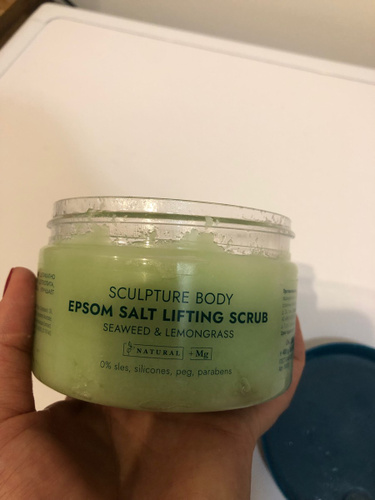 SCULPTURE BODY
EPSOM SALT LIFTING SCRUB
SEAWEED & LEMONGRASS
NATURAL +Mg
0% sles, silicones, peg, parabens